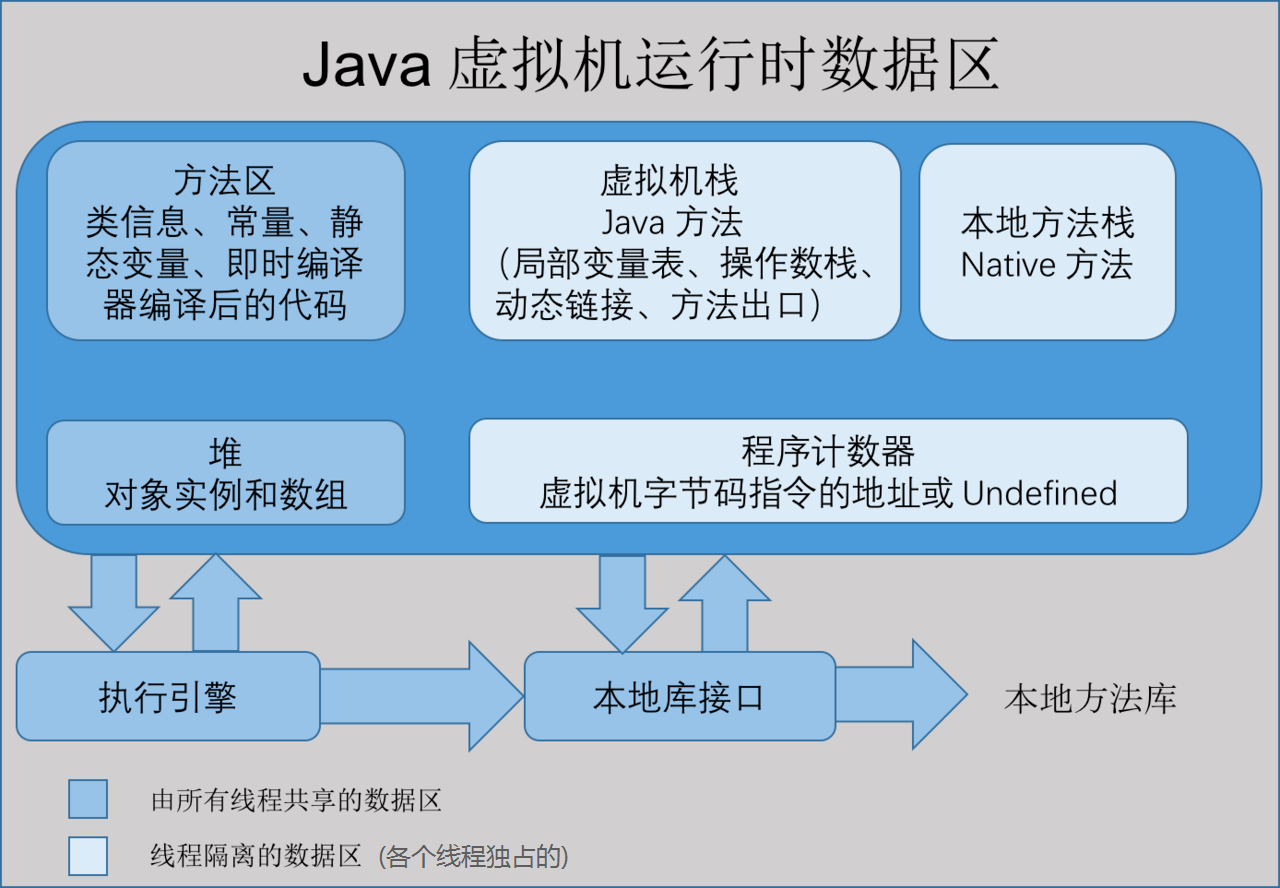 Java 虚拟机运行时数据区
方法区
类信息、常量、静
态变量、即时编译
器编译后的代码
虚拟机栈
Java 方法
（局部变量表、操作数栈、
动态链接、方法出口）
本地方法栈
Native 方法
堆
对象实例和数组
程序计数器
虚拟机字节码指令的地址或 Undefined
执行引擎
本地库接口
本地方法库
由所有线程共享的数据区
线程隔离的数据区 (各个线程独占的)